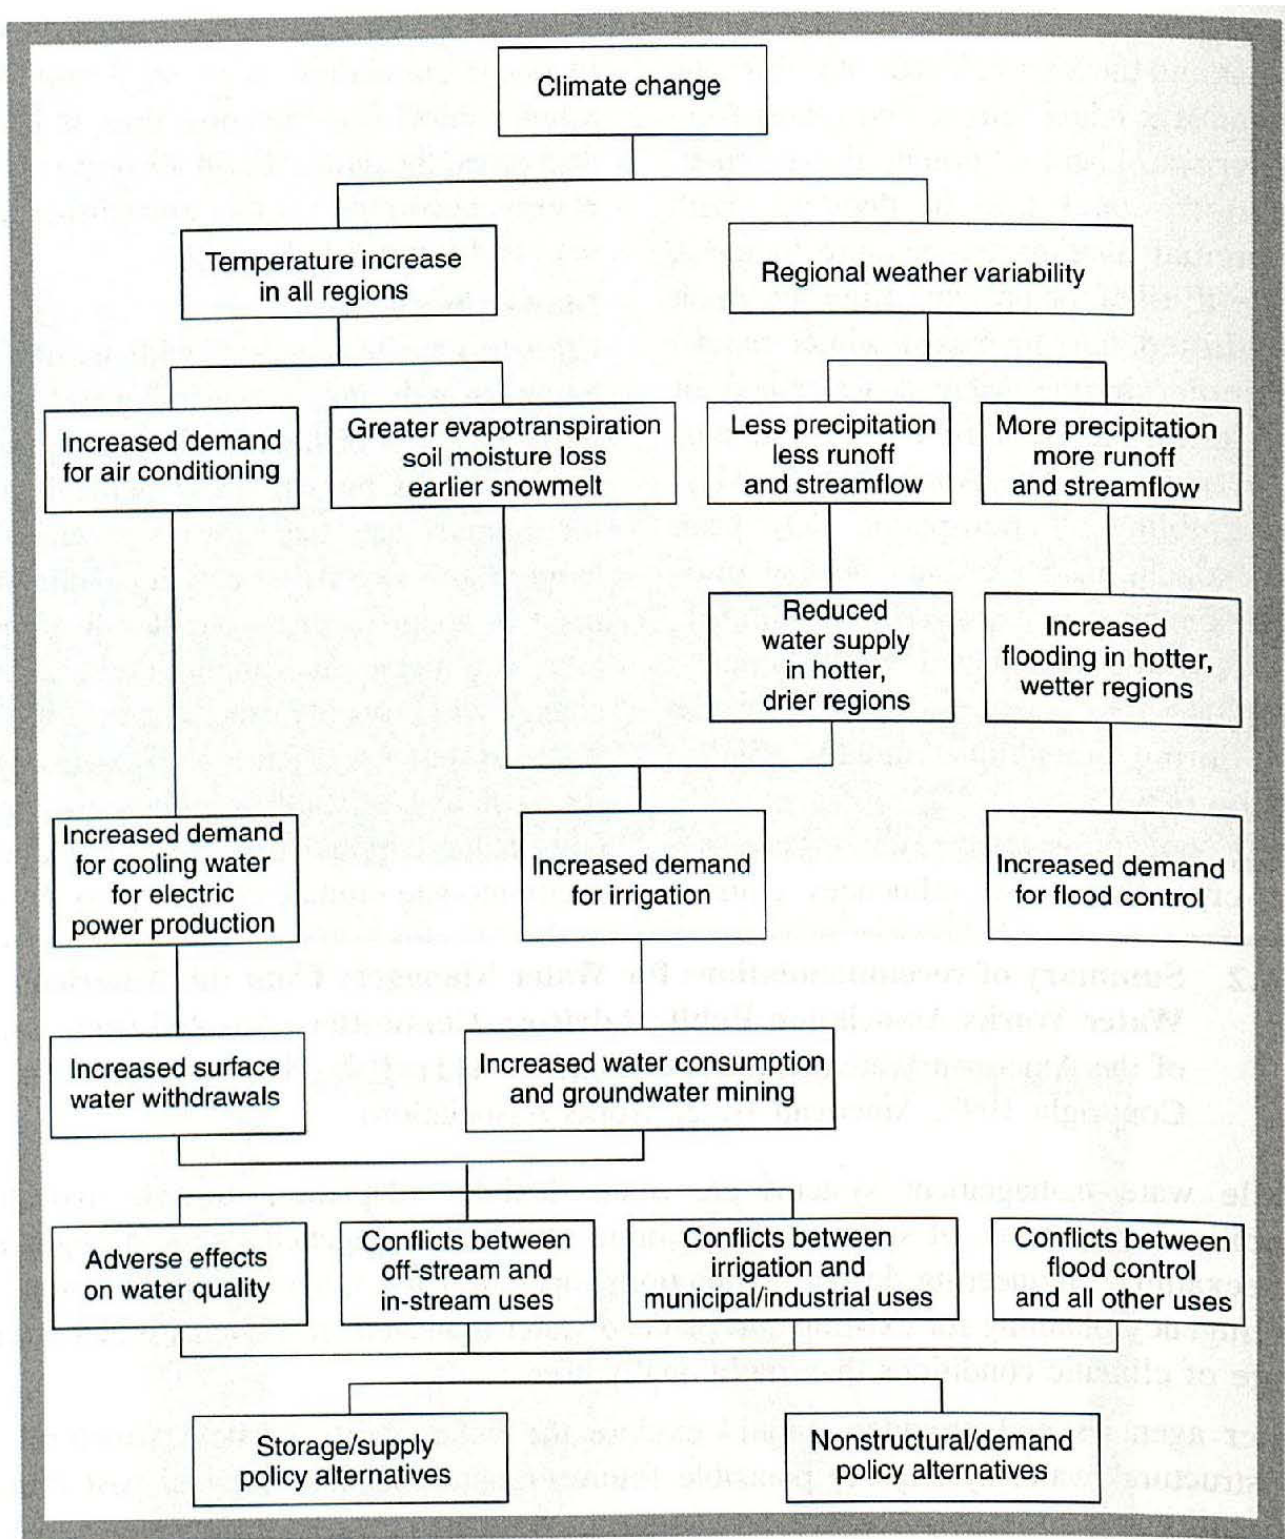 Climate change
Temperature increase
in all regions
Regional weather variability
Increased demand
for air conditioning
Greater evapotranspiration
soil moisture loss
earlier snowmelt
Less precipitation
less runoff
and streamflow
More precipitation
more runoff
and streamflow
Reduced
water supply
in hotter,
drier regions
Increased
flooding in hotter,
wetter regions
Increased demand
for cooling water
for electric
power production
Increased demand
for irrigation
Increased demand
for flood control
Increased surface
water withdrawals
Increased water consumption
and groundwater mining
Adverse effects
on water quality
Conflicts between
off-stream and
in-stream uses
Conflicts between
irrigation and
municipal/industrial uses
Conflicts between
flood control
and all other uses
Storage/supply
policy alternatives
Nonstructural/demand
policy alternatives